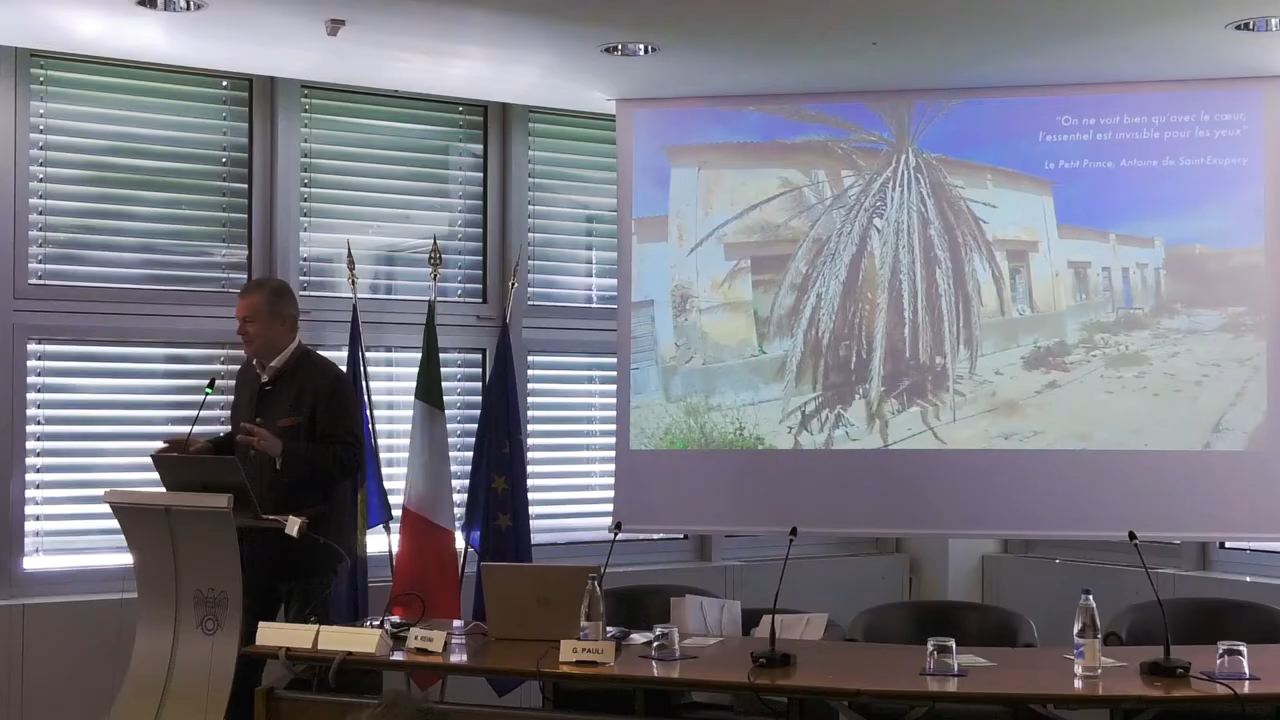 "On ne voit bien qu'avec le cœur,
l'essentiel est invisible pour les yeux"
Le Petit Prince, Antoine de Saint-Exupery
G. PAULI